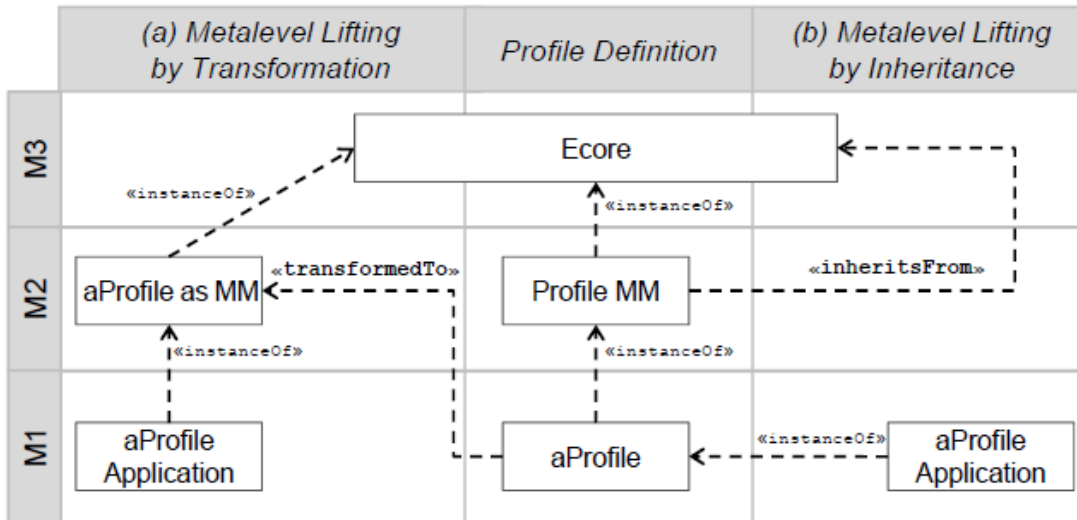 (a) Metalevel Lifting
by Transformation
Profile Definition
(b) Metalevel Lifting
by Inheritance
M3
Ecore
«instanceOf»
«instanceOf»
M2
«transformedTo»
«inheritsFrom»
aProfile as MM
Profile MM
«instanceOf»
«instanceOf»
M1
aProfile
Application
aProfile
«instanceOf»
aProfile
Application